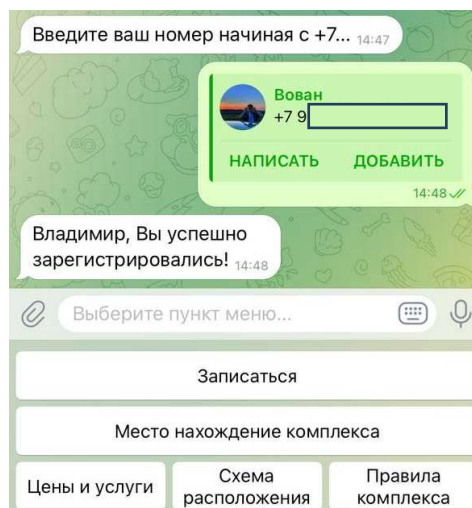 Введите ваш номер начиная с +7... 14:47
Вован
+7 9
НАПИСАТЬ ДОБАВИТЬ
14:48
Владимир, Вы успешно
зарегистрировались! 14:48
Выберите пункт меню...
Записаться
Место нахождение комплекса
Цены и услуги
Схема
расположения
Правила
комплекса